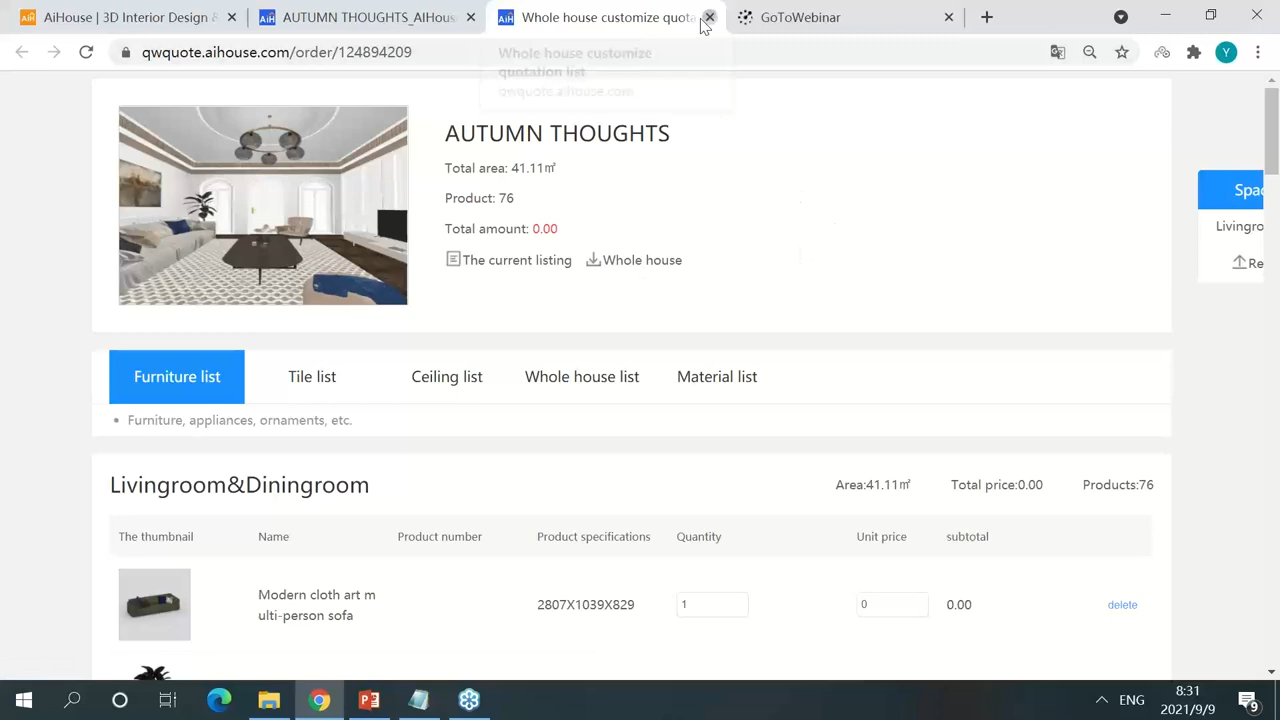 AiHouse | 3D Interior Design &
AUTUMN THOUGHTS_AiHous
Whole house customize quota
GoToWebinar
qwquote.aihouse.com/order/124894209
Y
Whole house customize
quotation list
qwquote.aihouse.com
AUTUMN THOUGHTS
Total area: 41.11㎡
Product: 76
Total amount: 0.00
The current listing
Whole house
Spac
Livingro
Re
Furniture list
Tile list
Ceiling list
Whole house list
Material list
• Furniture, appliances, ornaments, etc.
Livingroom&Diningroom
Area:41.11㎡
Total price:0.00
Products:76
The thumbnail
Name
Product number
Product specifications
Quantity
Unit price
subtotal
Modern cloth art m
ulti-person sofa
2807X1039X829
1
0
0.00
delete
ENG
8:31
2021/9/9
9